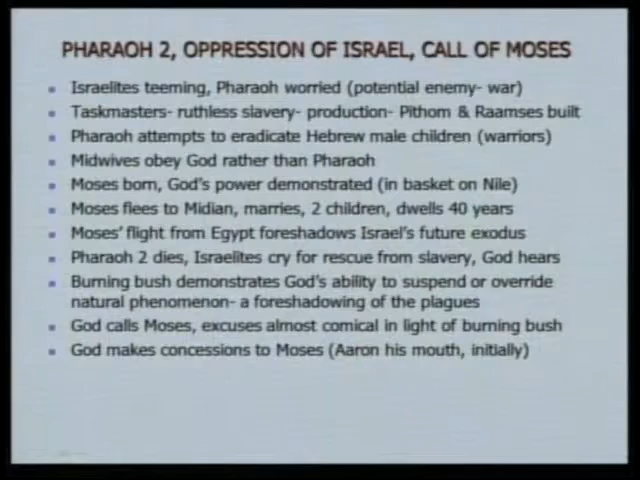 PHARAOH 2, OPPRESSION OF ISRAEL, CALL OF MOSES
Israelites teeming, Pharaoh worried (potential enemy- war)
Taskmasters- ruthless slavery- production- Pithom & Raamses built
Pharaoh attempts to eradicate Hebrew male children (warriors)
Midwives obey God rather than Pharaoh
Moses born, God's power demonstrated (in basket on Nile)
Moses flees to Midian, marries, 2 children, dwells 40 years
Moses' flight from Egypt foreshadows Israel's future exodus
Pharaoh 2 dies, Israelites cry for rescue from slavery, God hears
Burning bush demonstrates God's ability to suspend or override
natural phenomenon- a foreshadowing of the plagues
God calls Moses, excuses almost comical in light of burning bush
God makes concessions to Moses (Aaron his mouth, initially)